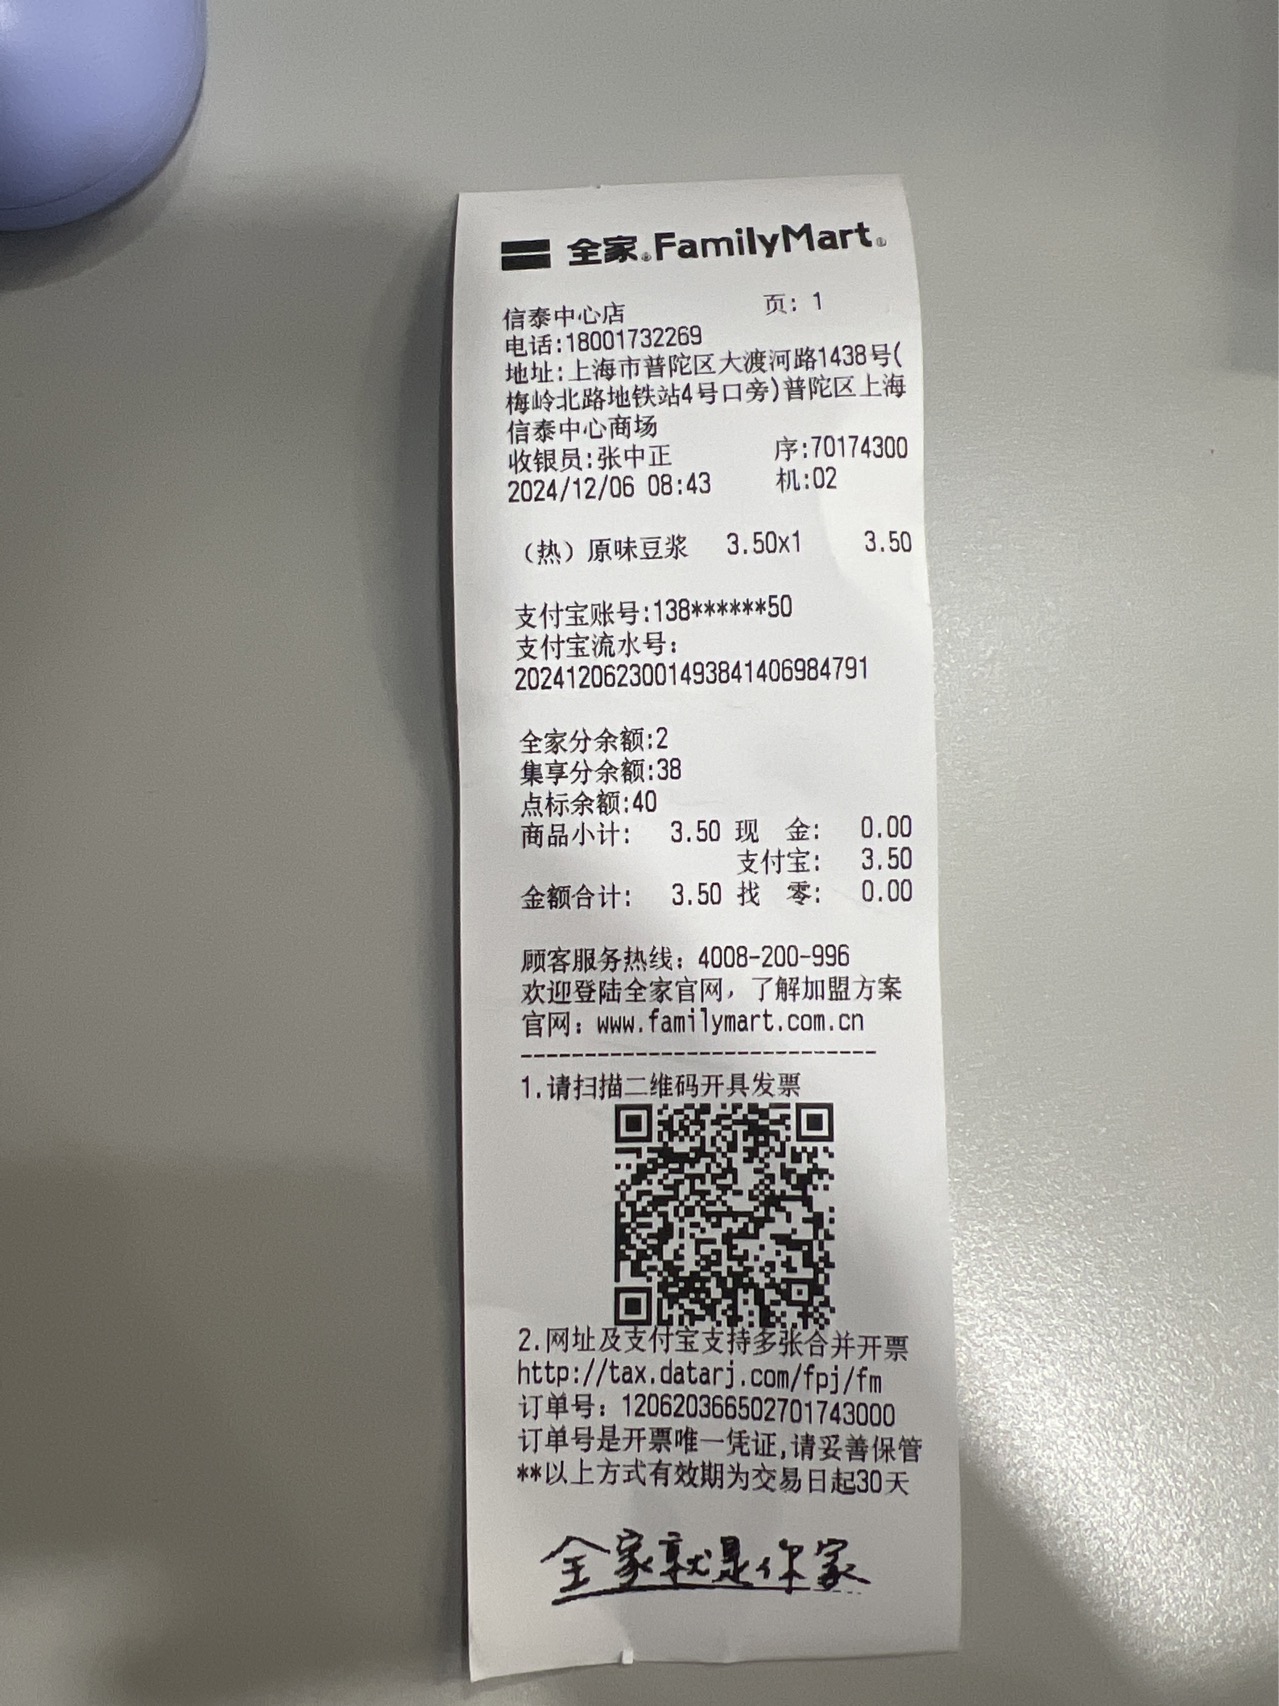 全家®FamilyMart®
信泰中心店 页: 1
电话:18001732269
地址:上海市普陀区大渡河路1438号(
梅岭北路地铁站4号口旁)普陀区上海
信泰中心商场
收银员:张中正 序:70174300
2024/12/06 08:43 机:02
（热）原味豆浆 3.50x1 3.50
支付宝账号:138******50
支付宝流水号:
2024120623001493841406984791
全家分余额:2
集享分余额:38
点标余额:40
商品小计: 3.50 现 金: 0.00
支付宝: 3.50
金额合计: 3.50 找 零: 0.00
顾客服务热线: 4008-200-996
欢迎登陆全家官网, 了解加盟方案
官网: www.familymart.com.cn
----------------------------
1.请扫描二维码开具发票
2.网址及支付宝支持多张合并开票
http://tax.datarj.com/fpj/fm
订单号: 120620366502701743000
订单号是开票唯一凭证,请妥善保管
**以上方式有效期为交易日起30天
全家就是你家